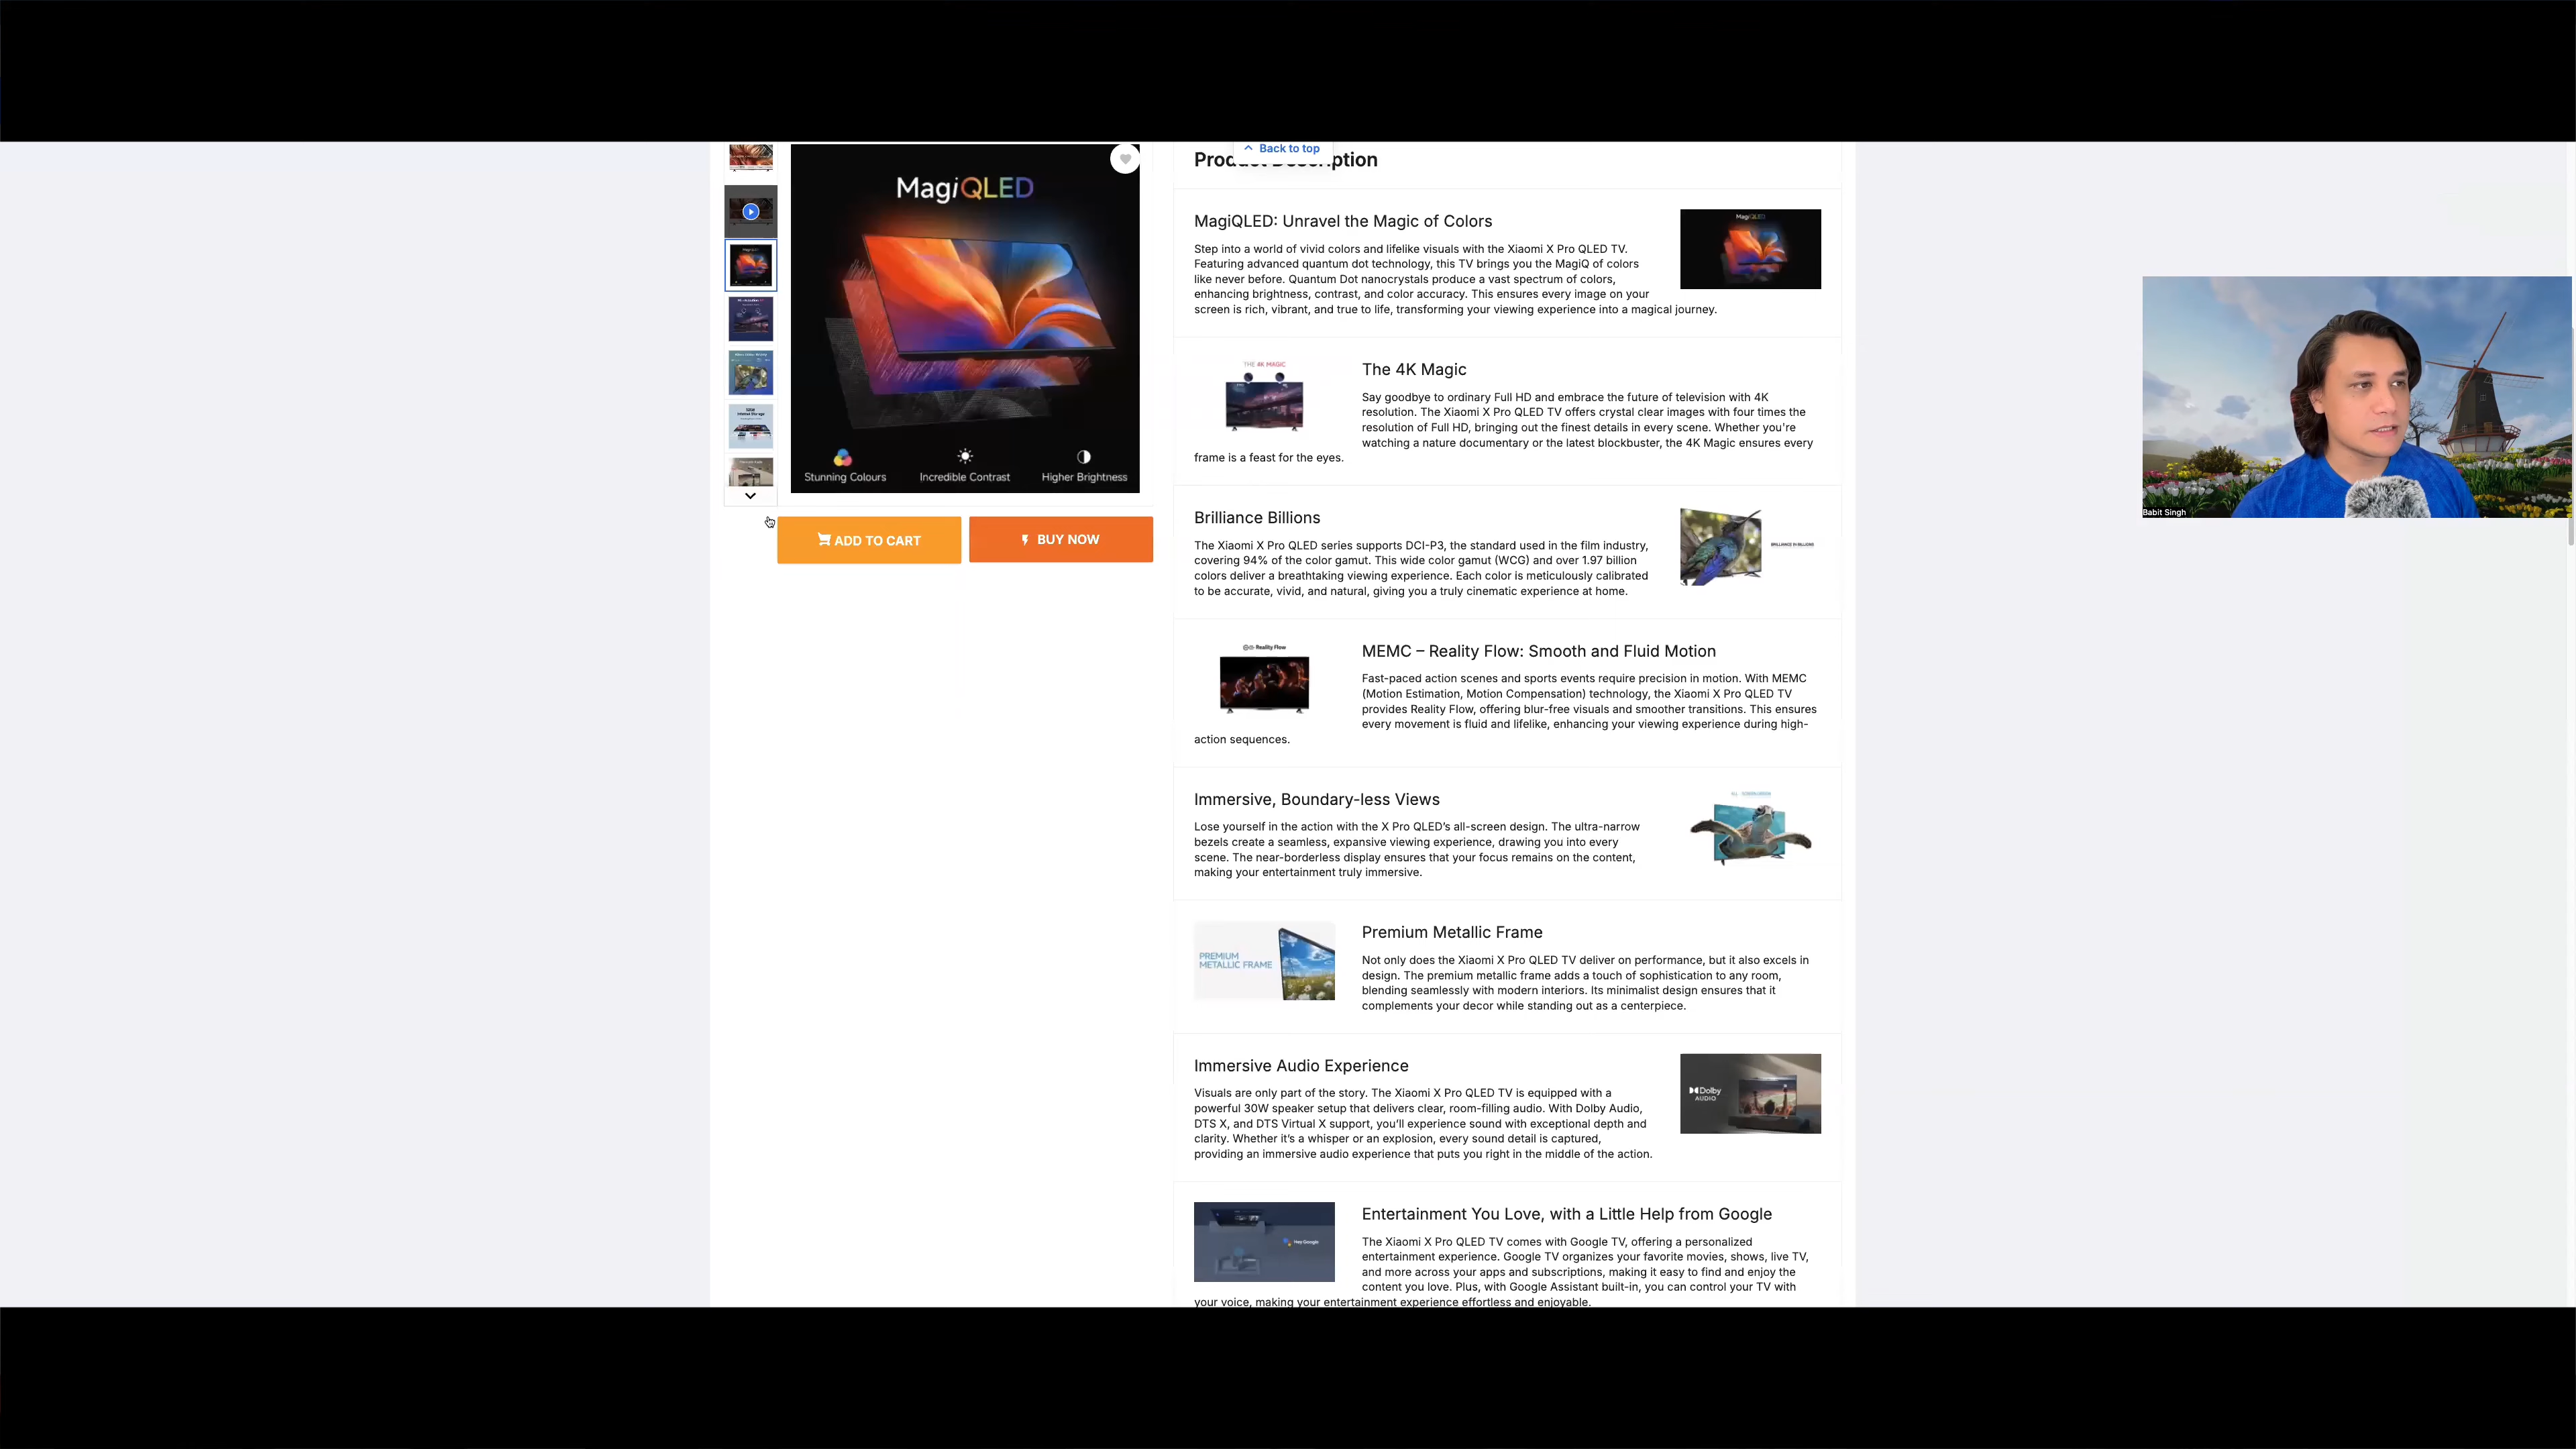 Back to top
Product Description
MagiQLED
Stunning Colours
Incredible Contrast
Higher Brightness
ADD TO CART
BUY NOW
MagiQLED: Unravel the Magic of Colors
Step into a world of vivid colors and lifelike visuals with the Xiaomi X Pro QLED TV.
Featuring advanced quantum dot technology, this TV brings you the MagiQ of colors
like never before. Quantum Dot nanocrystals produce a vast spectrum of colors,
enhancing brightness, contrast, and color accuracy. This ensures every image on your
screen is rich, vibrant, and true to life, transforming your viewing experience into a magical journey.
MagiQLED
THE 4K MAGIC
The 4K Magic
Say goodbye to ordinary Full HD and embrace the future of television with 4K
resolution. The Xiaomi X Pro QLED TV offers crystal clear images with four times the
resolution of Full HD, bringing out the finest details in every scene. Whether you're
watching a nature documentary or the latest blockbuster, the 4K Magic ensures every
frame is a feast for the eyes.
Brilliance Billions
The Xiaomi X Pro QLED series supports DCI-P3, the standard used in the film industry,
covering 94% of the color gamut. This wide color gamut (WCG) and over 1.97 billion
colors deliver a breathtaking viewing experience. Each color is meticulously calibrated
to be accurate, vivid, and natural, giving you a truly cinematic experience at home.
BRILLIANCE IN BILLIONS
Reality Flow
MEMC – Reality Flow: Smooth and Fluid Motion
Fast-paced action scenes and sports events require precision in motion. With MEMC
(Motion Estimation, Motion Compensation) technology, the Xiaomi X Pro QLED TV
provides Reality Flow, offering blur-free visuals and smoother transitions. This ensures
every movement is fluid and lifelike, enhancing your viewing experience during high-
action sequences.
Immersive, Boundary-less Views
Lose yourself in the action with the X Pro QLED's all-screen design. The ultra-narrow
bezels create a seamless, expansive viewing experience, drawing you into every
scene. The near-borderless display ensures that your focus remains on the content,
making your entertainment truly immersive.
PREMIUM
METALLIC FRAME
Premium Metallic Frame
Not only does the Xiaomi X Pro QLED TV deliver on performance, but it also excels in
design. The premium metallic frame adds a touch of sophistication to any room,
blending seamlessly with modern interiors. Its minimalist design ensures that it
complements your decor while standing out as a centerpiece.
Immersive Audio Experience
Visuals are only part of the story. The Xiaomi X Pro QLED TV is equipped with a
powerful 30W speaker setup that delivers clear, room-filling audio. With Dolby Audio,
DTS X, and DTS Virtual X support, you'll experience sound with exceptional depth and
clarity. Whether it's a whisper or an explosion, every sound detail is captured,
providing an immersive audio experience that puts you right in the middle of the action.
Dolby
AUDIO
Hey Google
Entertainment You Love, with a Little Help from Google
The Xiaomi X Pro QLED TV comes with Google TV, offering a personalized
entertainment experience. Google TV organizes your favorite movies, shows, live TV,
and more across your apps and subscriptions, making it easy to find and enjoy the
content you love. Plus, with Google Assistant built-in, you can control your TV with
your voice, making your entertainment experience effortless and enjoyable.
Babit Singh